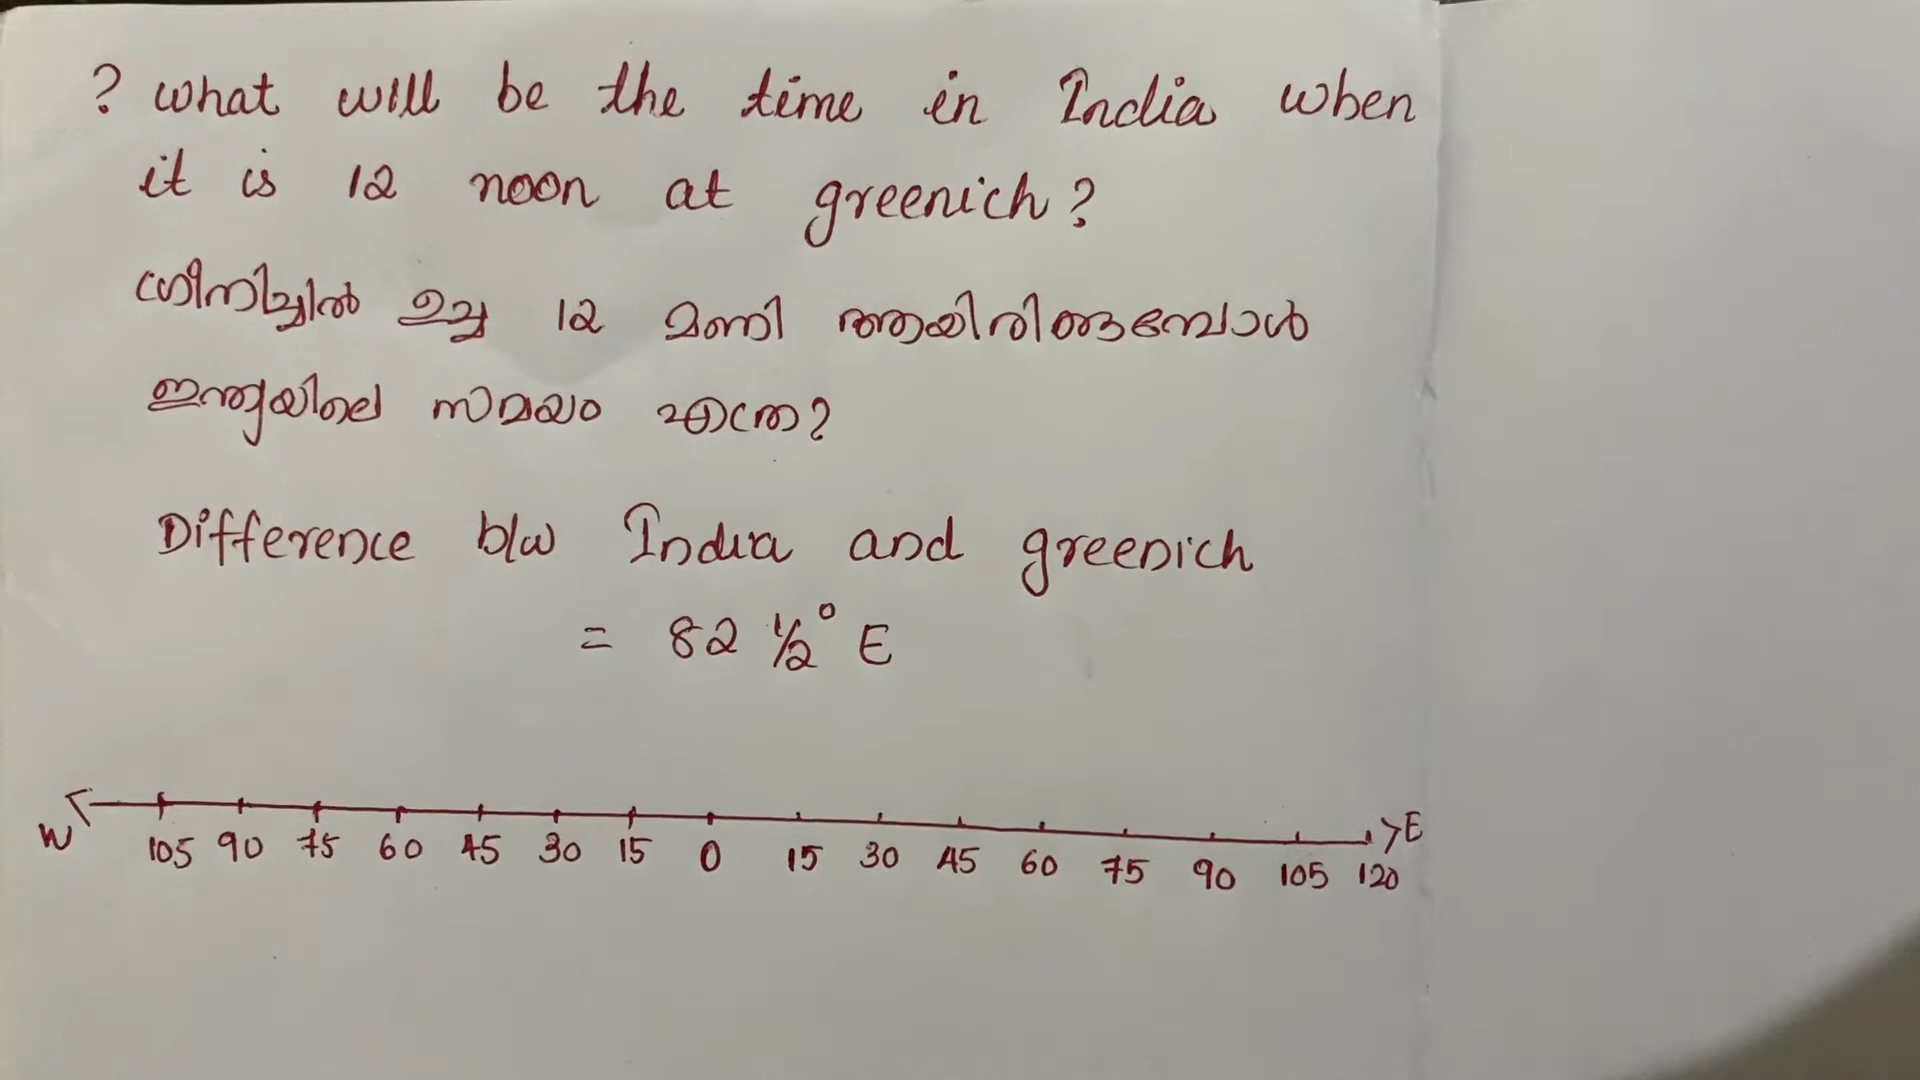 ? what will be the time in India when
it is 12 noon at greenich?
ഗ്രീനിച്ചിൽ ഉച്ച 12 മണി ആയിരിക്കുമ്പോൾ
ഇന്ത്യയിലെ സമയം എത്ര?
Difference b/w India and greenich
= 82 1/2° E
W 105 90 75 60 45 30 15 0 15 30 45 60 75 90 105 120 E